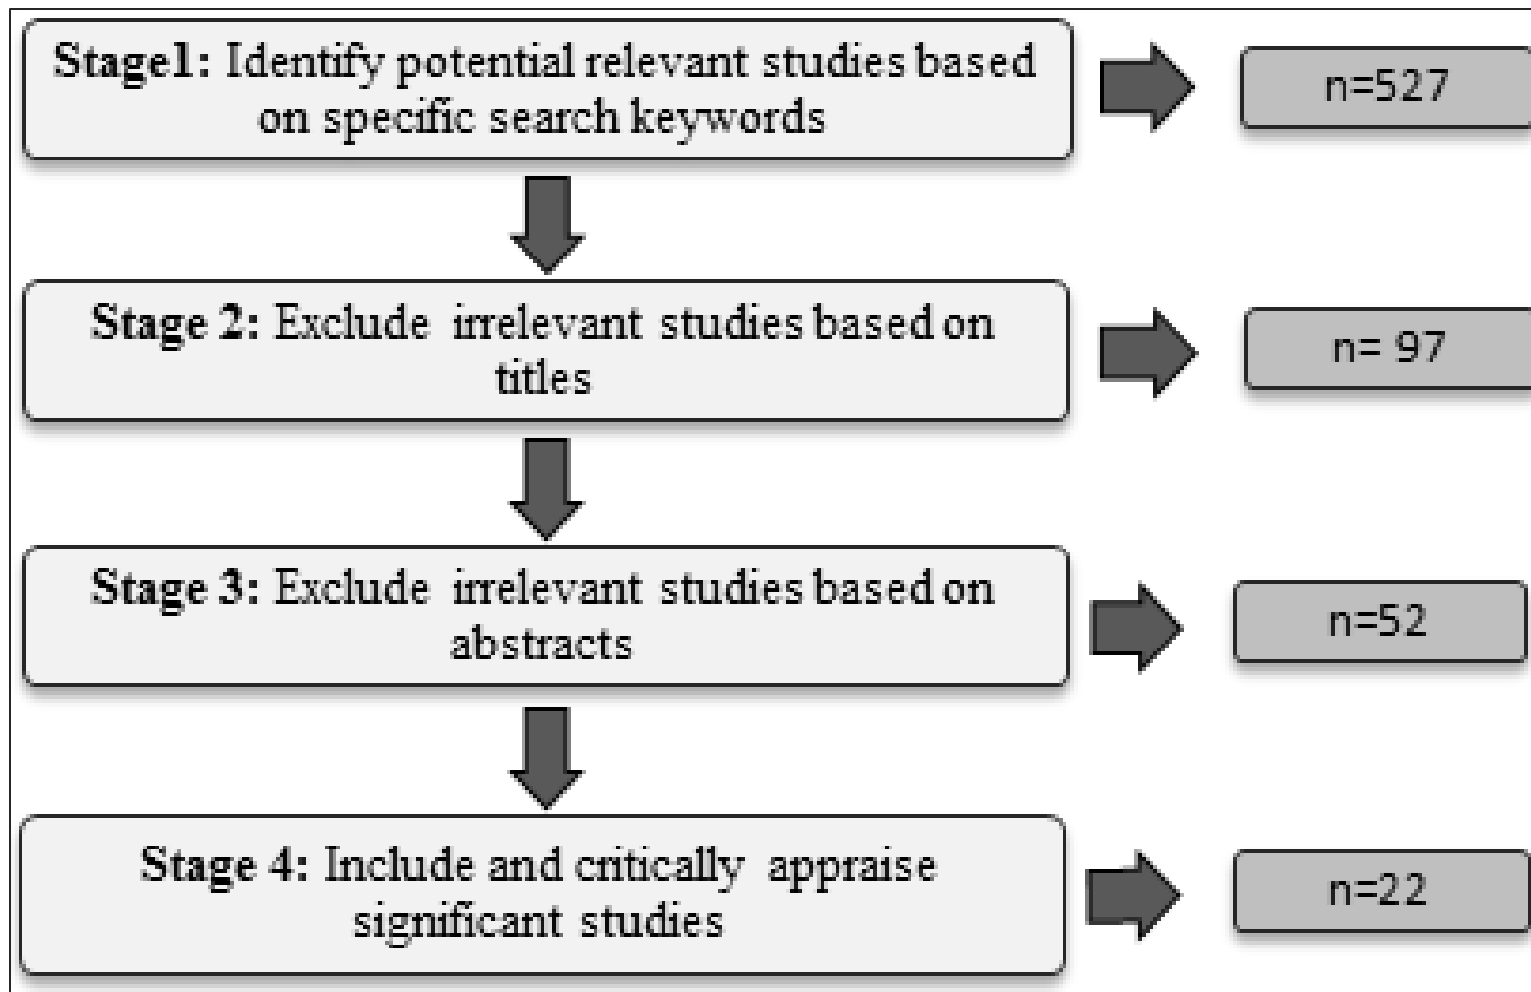 Stage1: Identify potential relevant studies based
on specific search keywords
n=527
Stage 2: Exclude irrelevant studies based on
titles
n= 97
Stage 3: Exclude irrelevant studies based on
abstracts
n=52
Stage 4: Include and critically appraise
significant studies
n=22